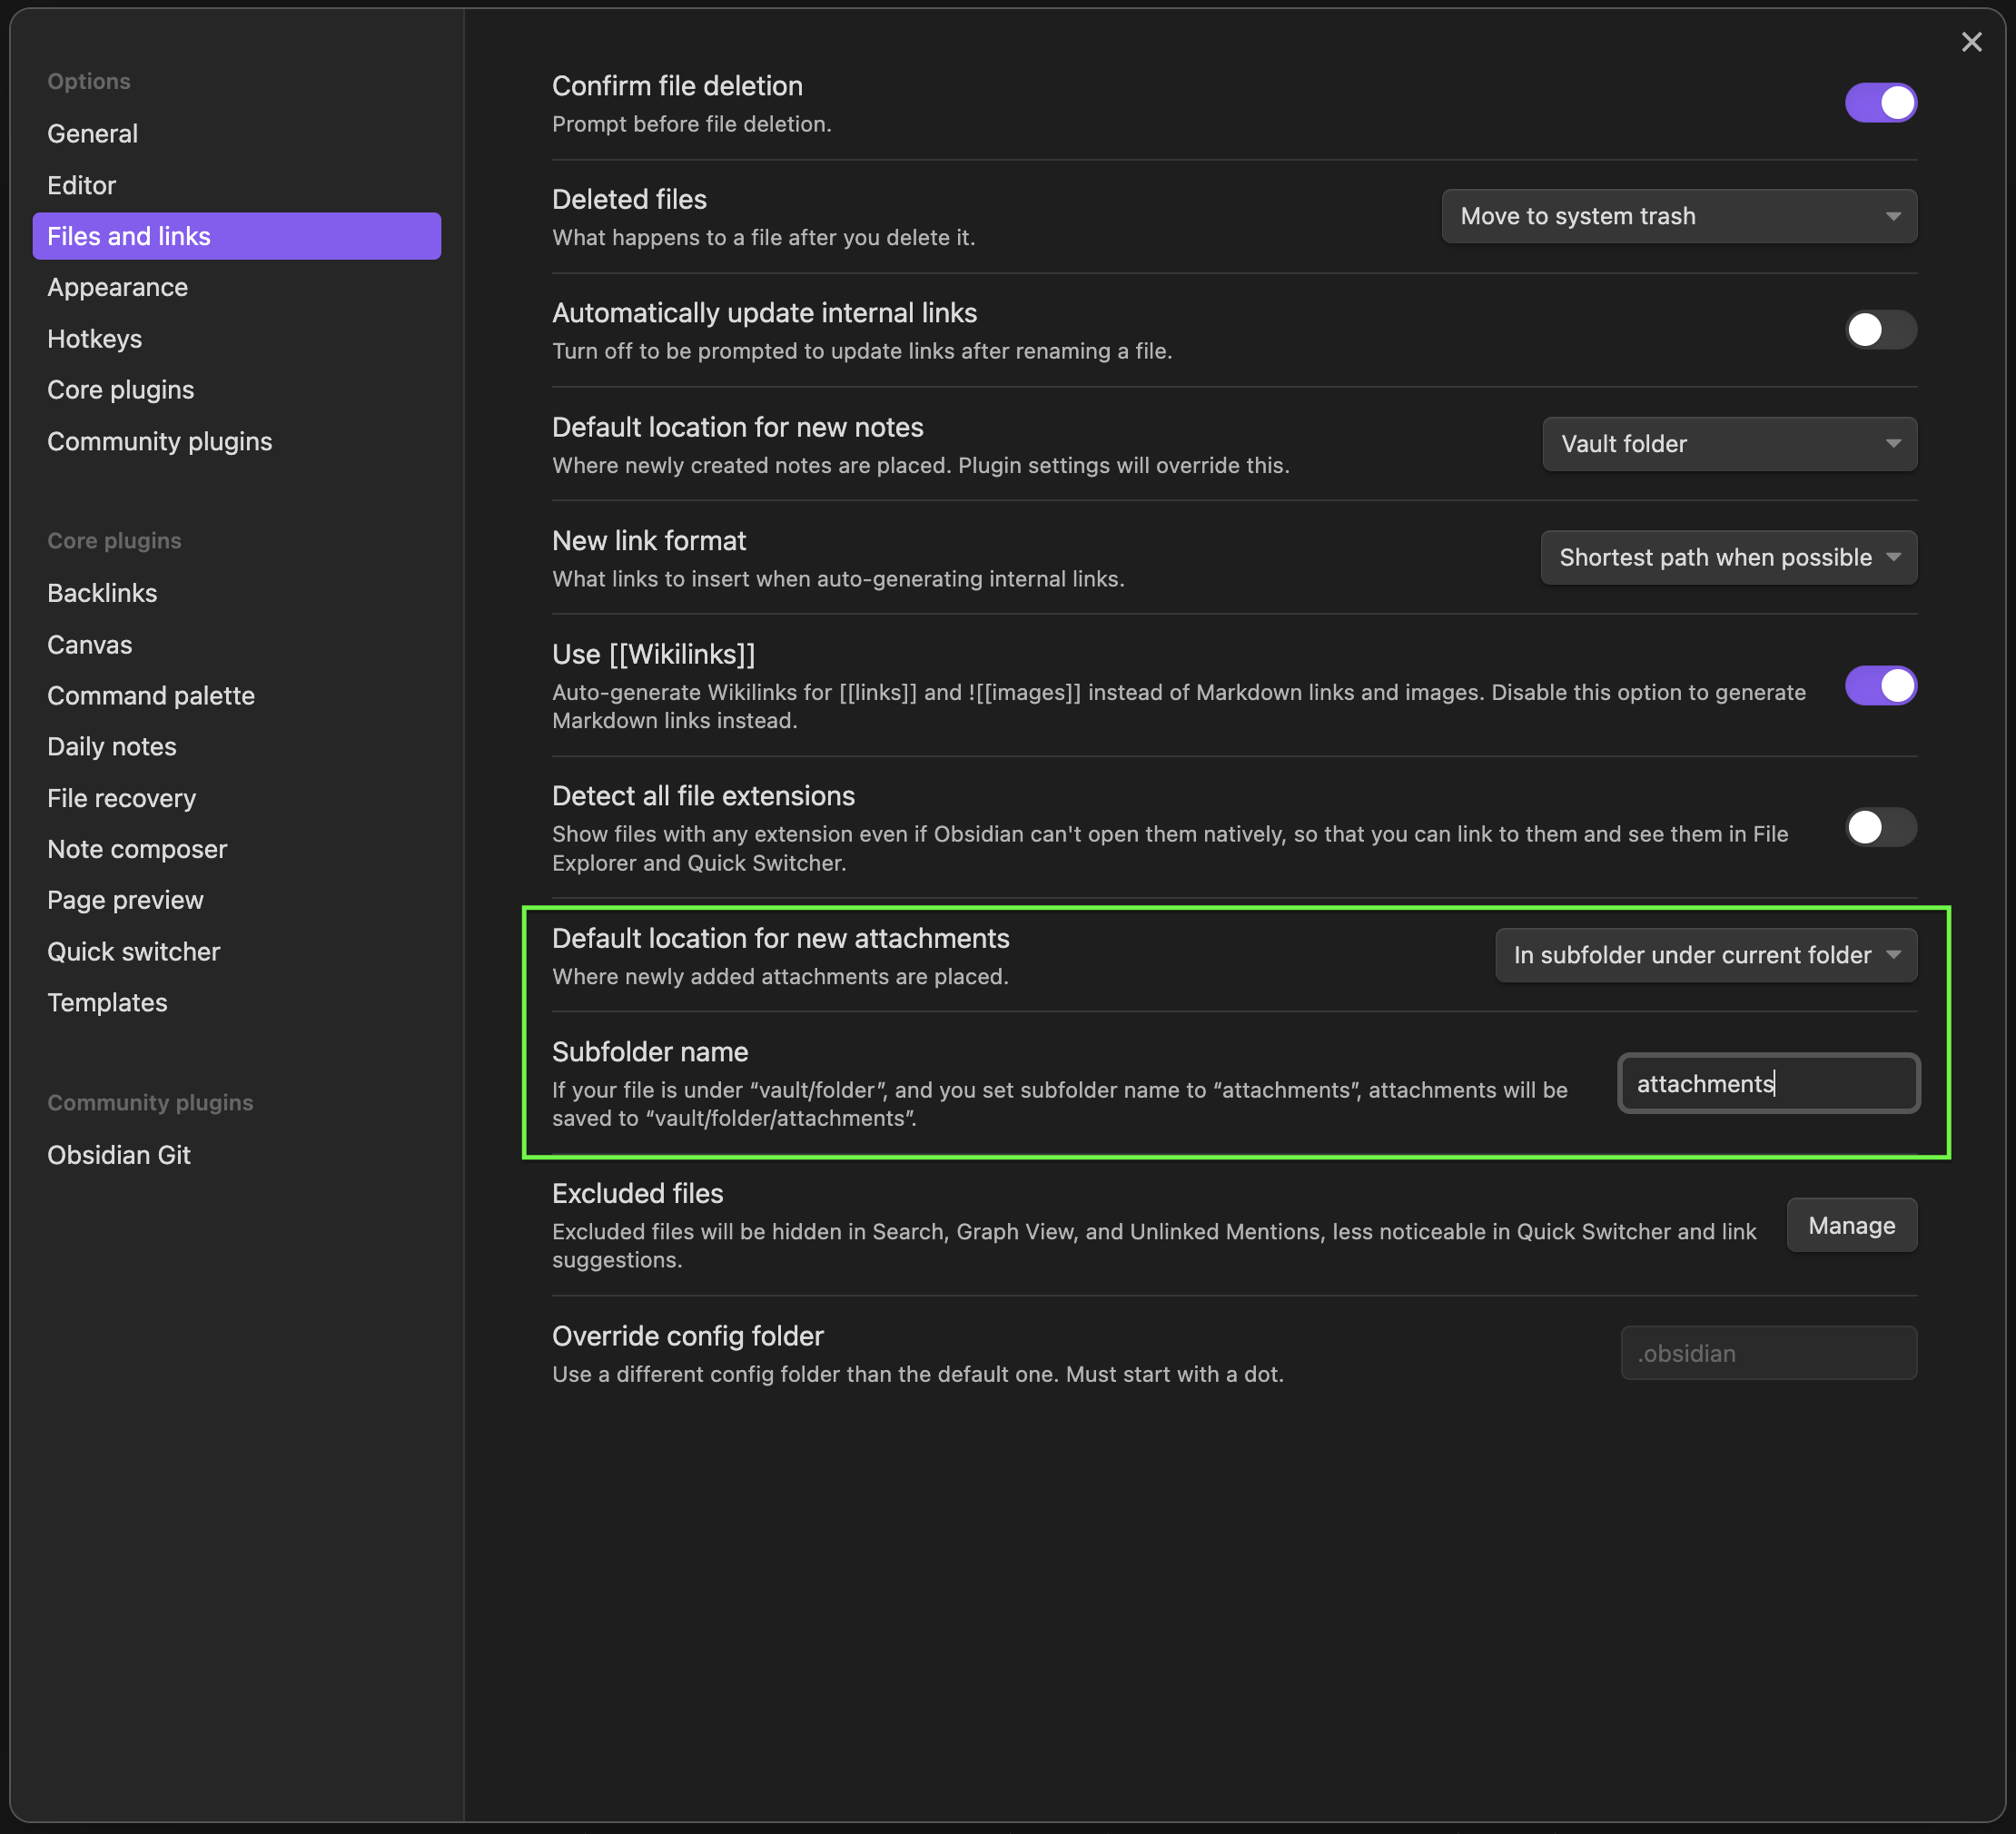 Options
General
Editor
Files and links
Appearance
Hotkeys
Core plugins
Community plugins
Core plugins
Backlinks
Canvas
Command palette
Daily notes
File recovery
Note composer
Page preview
Quick switcher
Templates
Community plugins
Obsidian Git
Confirm file deletion
Prompt before file deletion.
Deleted files
What happens to a file after you delete it.
Move to system trash
Automatically update internal links
Turn off to be prompted to update links after renaming a file.
Default location for new notes
Where newly created notes are placed. Plugin settings will override this.
Vault folder
New link format
What links to insert when auto-generating internal links.
Shortest path when possible
Use [[Wikilinks]]
Auto-generate Wikilinks for [[links]] and ![[images]] instead of Markdown links and images. Disable this option to generate
Markdown links instead.
Detect all file extensions
Show files with any extension even if Obsidian can't open them natively, so that you can link to them and see them in File
Explorer and Quick Switcher.
Default location for new attachments
Where newly added attachments are placed.
In subfolder under current folder
Subfolder name
If your file is under “vault/folder”, and you set subfolder name to “attachments”, attachments will be
saved to “vault/folder/attachments”.
attachments
Excluded files
Excluded files will be hidden in Search, Graph View, and Unlinked Mentions, less noticeable in Quick Switcher and link
suggestions.
Manage
Override config folder
Use a different config folder than the default one. Must start with a dot.
.obsidian